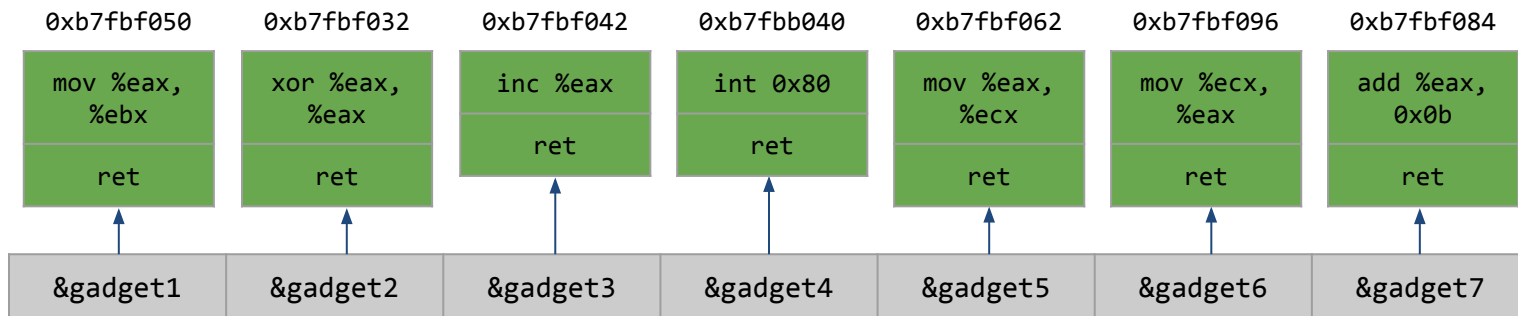 0xb7fbf050 0xb7fbf032 0xb7fbf042 0xb7fbb040 0xb7fbf062 0xb7fbf096 0xb7fbf084
mov %eax,
%ebx
ret
xor %eax,
%eax
ret
inc %eax
ret
int 0x80
ret
mov %eax,
%ecx
ret
mov %ecx,
%eax
ret
add %eax,
0x0b
ret
&gadget1 &gadget2 &gadget3 &gadget4 &gadget5 &gadget6 &gadget7